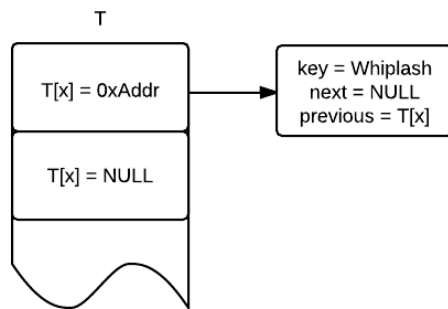 T
T[x] = 0xAddr
key = Whiplash
next = NULL
previous = T[x]
T[x] = NULL